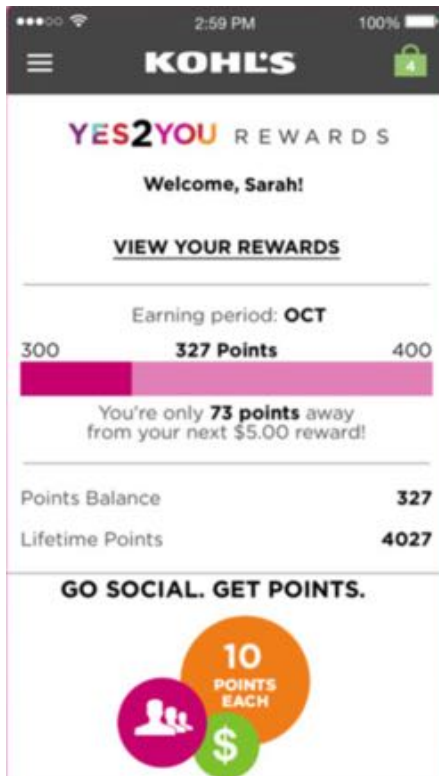 2:59 PM 100%
KOHL'S 4
YES2YOU REWARDS
Welcome, Sarah!
VIEW YOUR REWARDS
Earning period: OCT
300 327 Points 400
You're only 73 points away
from your next $5.00 reward!
Points Balance 327
Lifetime Points 4027
GO SOCIAL. GET POINTS.
10
POINTS
EACH
$